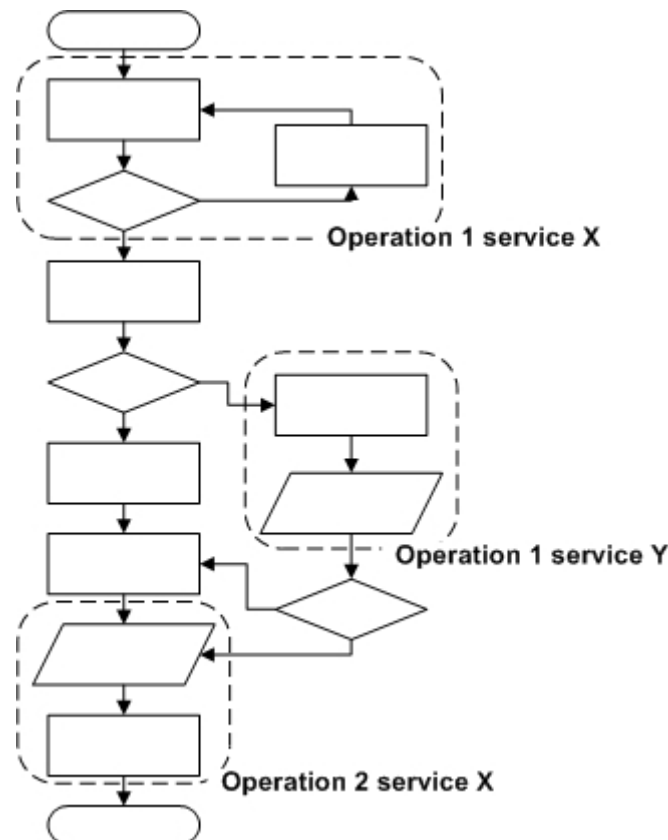 Operation 1 service X
Operation 1 service Y
Operation 2 service X